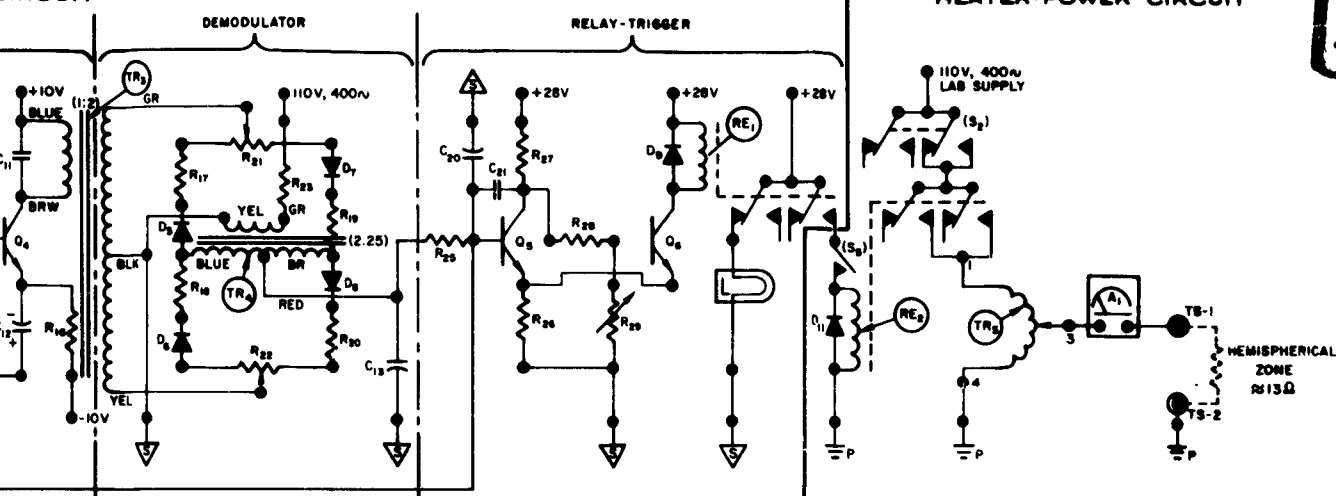 HEATER-POWER CIRCUIT
DEMODULATOR
RELAY-TRIGGER
+10V
BLUE
C11
BRW
Q4
R16
-10V
(1:2)
TR3
GR
BLK
YEL
110V, 400~
R21
R17
R23
D7
YEL
GR
R19
D5
(2.25)
BLUE
BR
R18
TR4
RED
D8
D6
R22
R20
C13
S
S
S
C20
+28V
R27
C21
R25
Q5
R28
R26
R29
S
+28V
D9
RE1
Q6
+28V
S
(S5)
D11
RE2
P
110V, 400~
LAB SUPPLY
(S2)
1
TR5
3
4
P
A1
TS-1
HEMISPHERICAL
ZONE
≈13Ω
TS-2
P